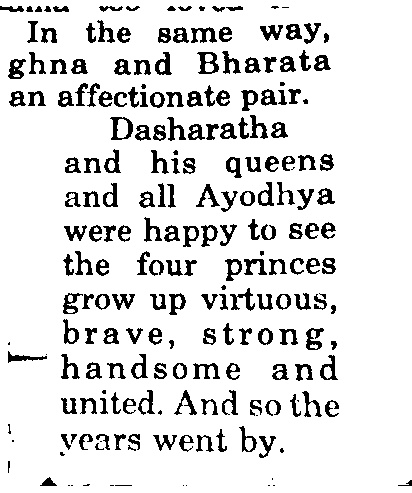 In the same way,
ghna and Bharata
an affectionate pair.
Dasharatha
and his queens
and all Ayodhya
were happy to see
the four princes
grow up virtuous,
brave, strong,
handsome and
united. And so the
years went by.